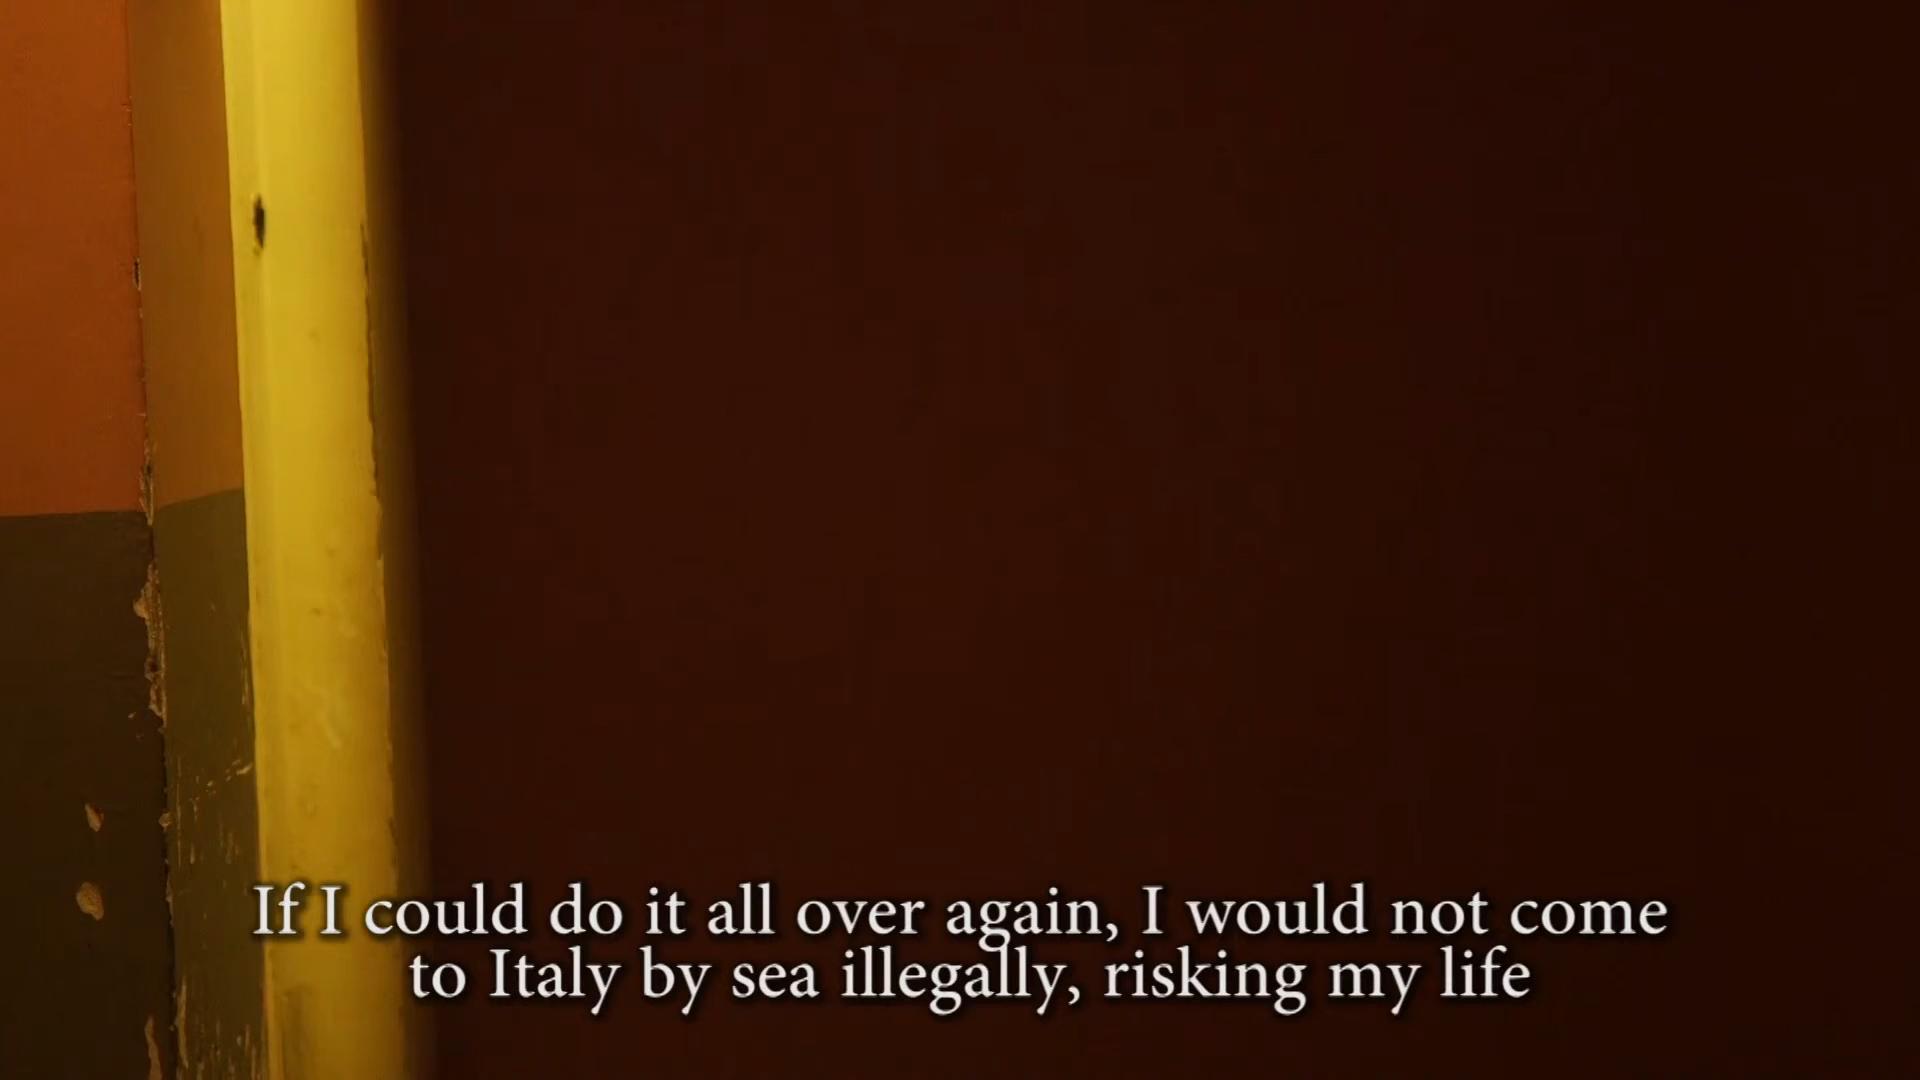 If I could do it all over again, I would not come
to Italy by sea illegally, risking my life